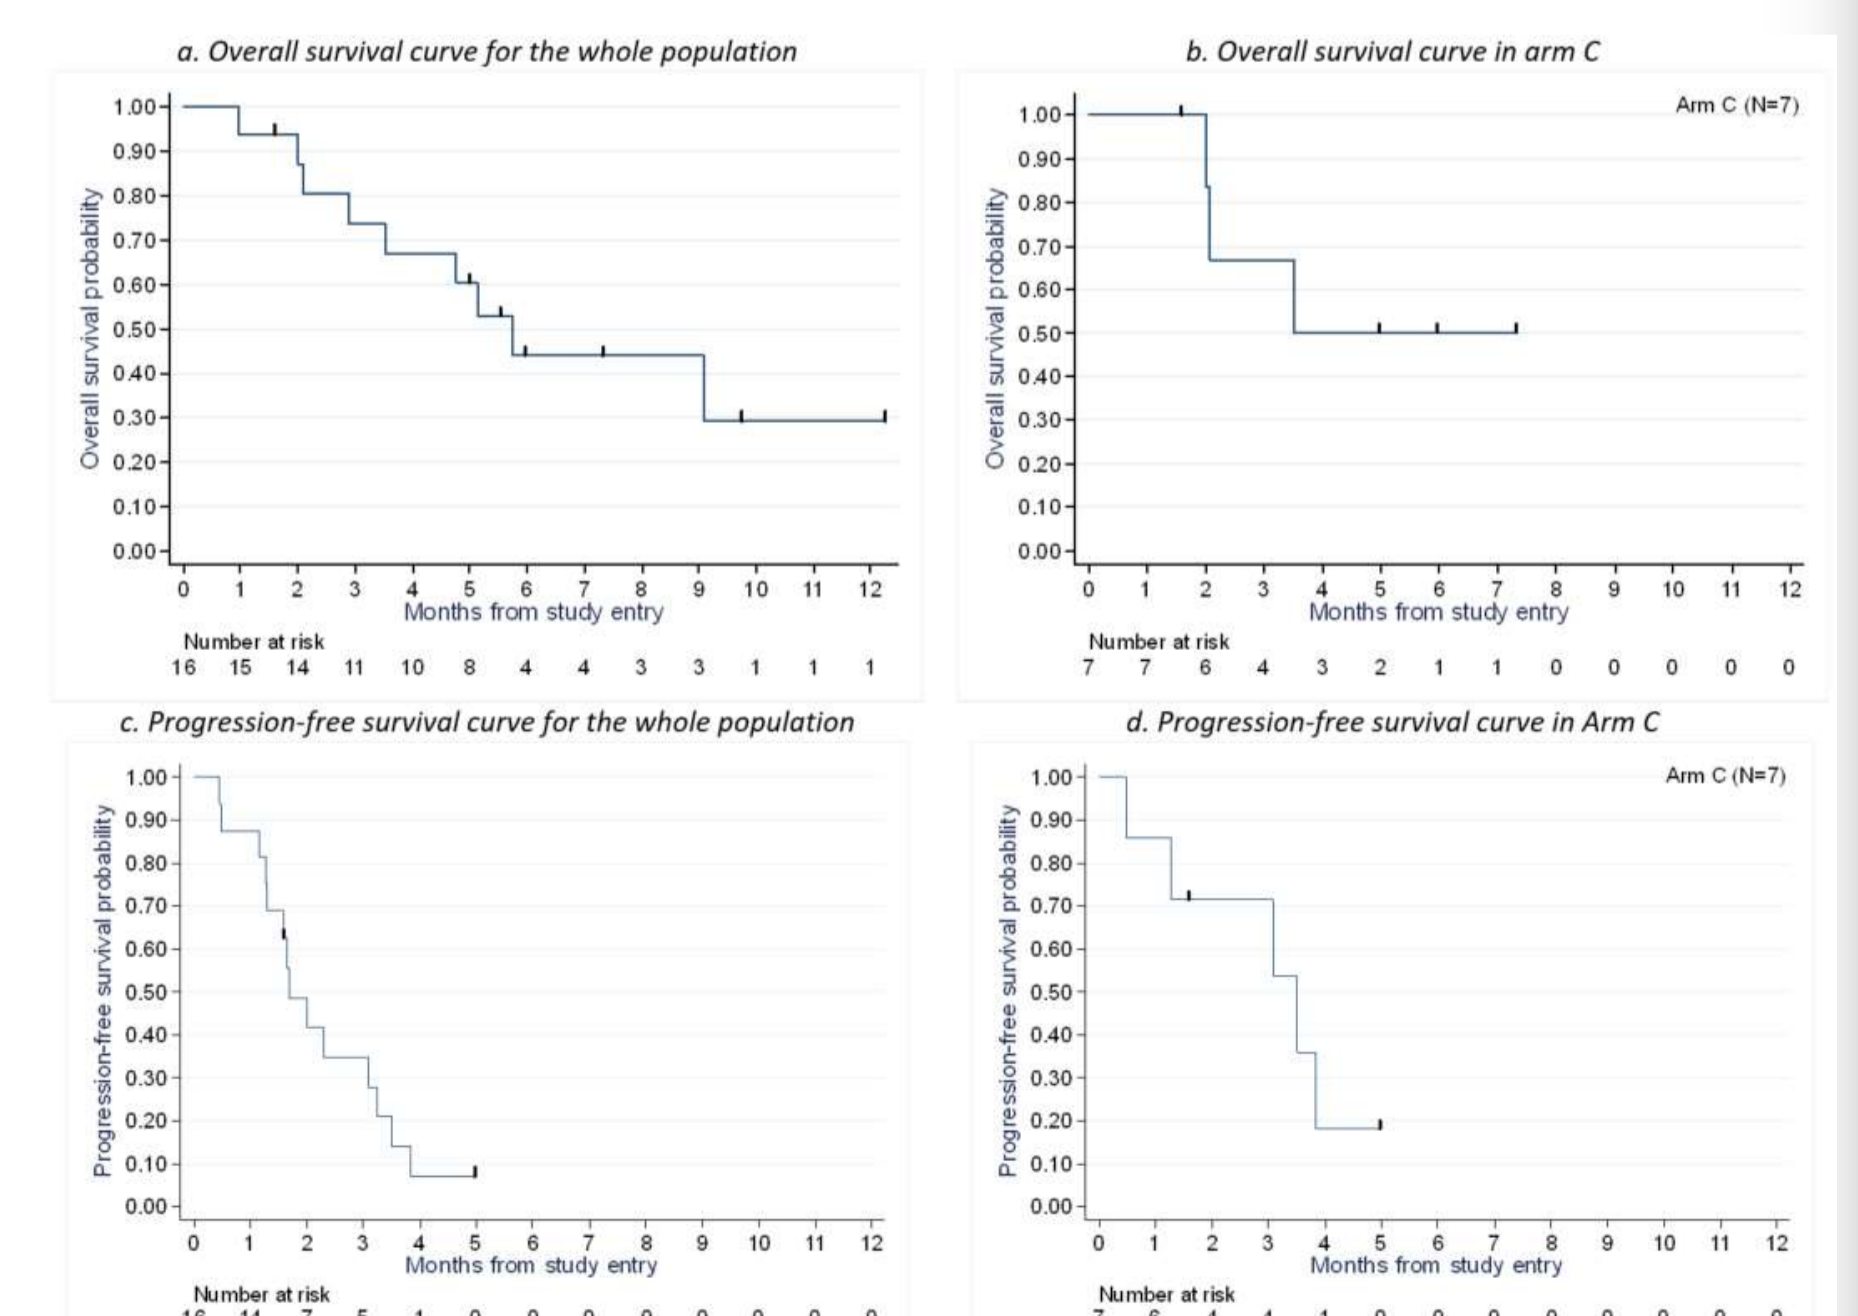 a. Overall survival curve for the whole population
1.00
0.90
0.80
0.70
0.60
0.50
0.40
0.30
0.20
0.10
0.00
Overall survival probability
0 1 2 3 4 5 6 7 8 9 10 11 12
Months from study entry
Number at risk
16 15 14 11 10 8 4 4 3 3 1 1 1
b. Overall survival curve in arm C
Arm C (N=7)
1.00
0.90
0.80
0.70
0.60
0.50
0.40
0.30
0.20
0.10
0.00
Overall survival probability
0 1 2 3 4 5 6 7 8 9 10 11 12
Months from study entry
Number at risk
7 7 6 4 3 2 1 1 0 0 0 0 0
c. Progression-free survival curve for the whole population
1.00
0.90
0.80
0.70
0.60
0.50
0.40
0.30
0.20
0.10
0.00
Progression-free survival probability
0 1 2 3 4 5 6 7 8 9 10 11 12
Months from study entry
Number at risk
d. Progression-free survival curve in Arm C
Arm C (N=7)
1.00
0.90
0.80
0.70
0.60
0.50
0.40
0.30
0.20
0.10
0.00
Progression-free survival probability
0 1 2 3 4 5 6 7 8 9 10 11 12
Months from study entry
Number at risk